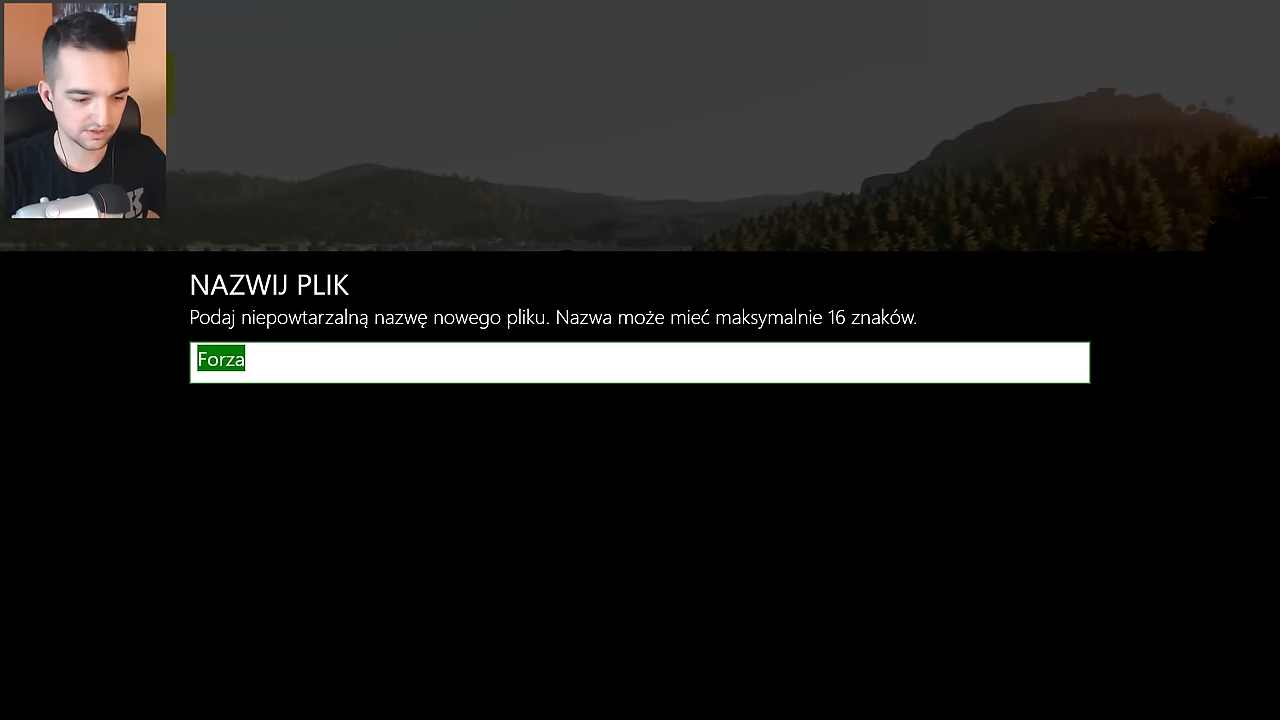 NAZWIJ PLIK
Podaj niepowtarzalną nazwę nowego pliku. Nazwa może mieć maksymalnie 16 znaków.
Forza